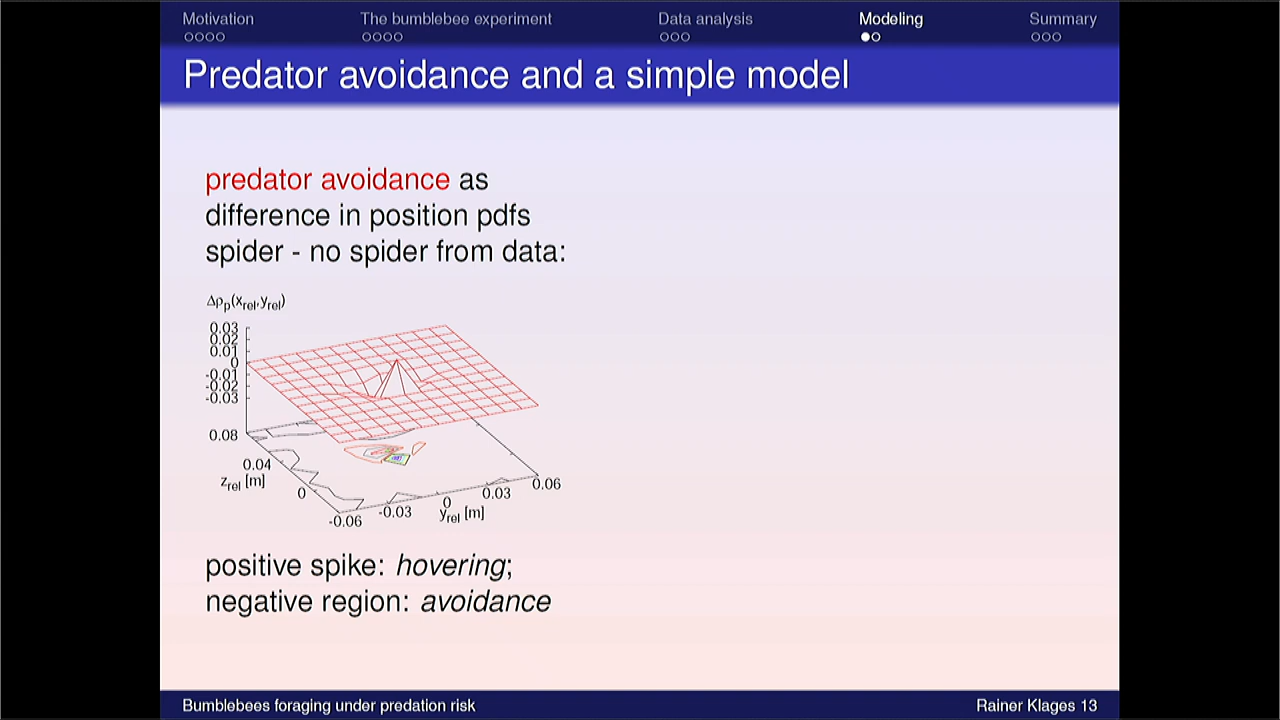 Motivation The bumblebee experiment Data analysis Modeling Summary
Predator avoidance and a simple model
predator avoidance as
difference in position pdfs
spider - no spider from data:
Δρp(xrel,yrel)
0.03
0.02
0.01
0
-0.01
-0.02
-0.03
0.08
0.04
zrel [m]
0
-0.06
-0.03
0
yrel [m]
0.03
0.06
positive spike: hovering;
negative region: avoidance
Bumblebees foraging under predation risk Rainer Klages 13